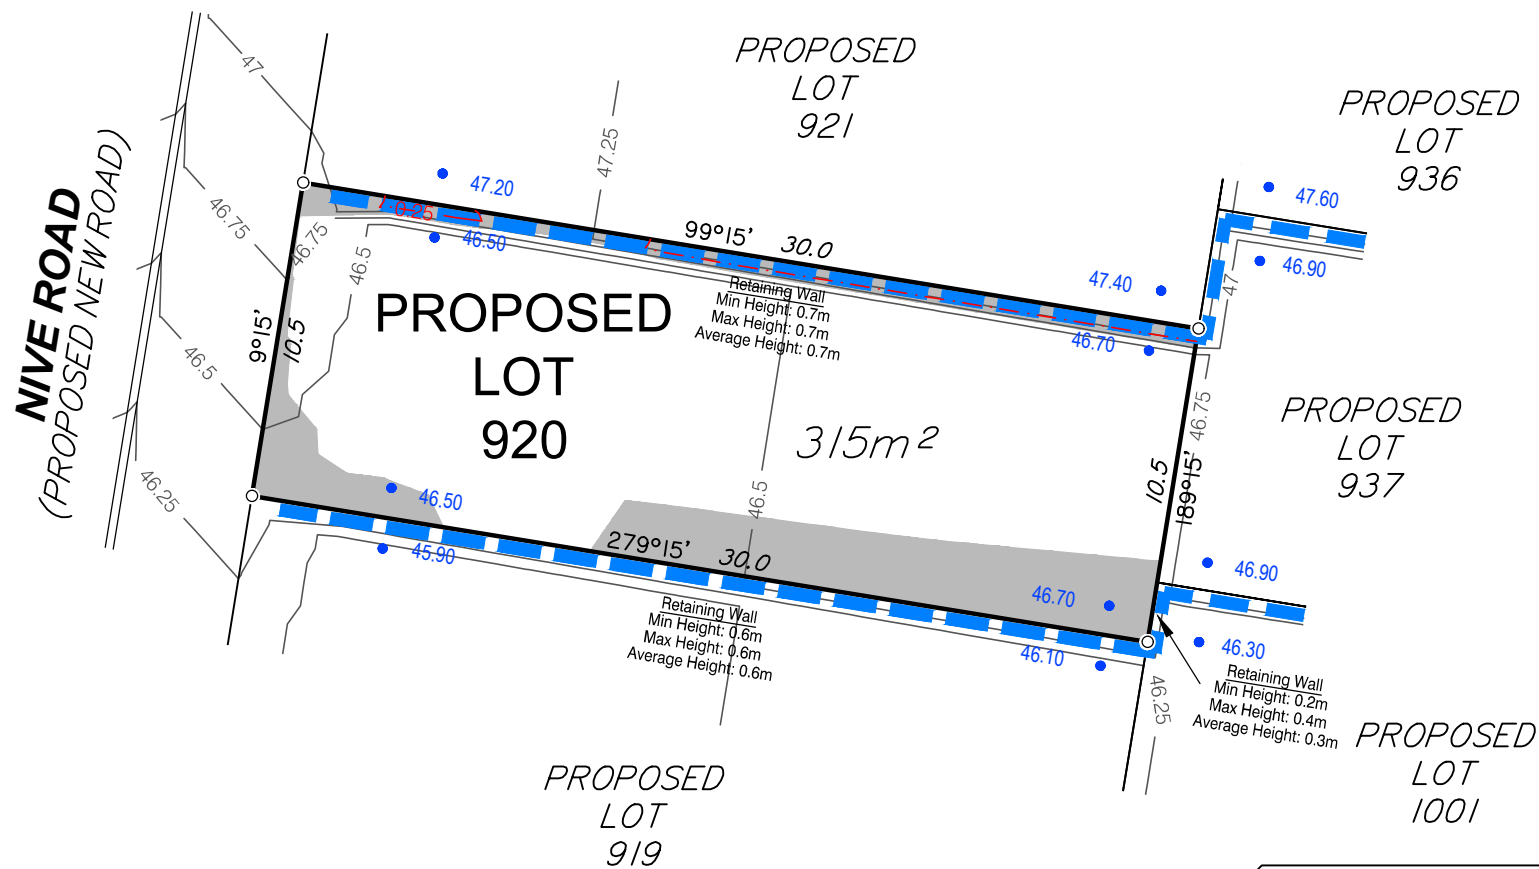 PROPOSED
LOT
921
PROPOSED
LOT
936
NIVE ROAD
(PROPOSED NEW ROAD)
47
46.75
46.5
46.25
47.25
47.20
0.25
46.50
46.75
46.5
99°15' 30.0
47.40
46.70
47.60
46.90
47
Retaining Wall
Min Height: 0.7m
Max Height: 0.7m
Average Height: 0.7m
9°15'
10.5
PROPOSED
LOT
920
315m²
46.5
10.5
189°15'
46.75
PROPOSED
LOT
937
46.50
45.90
279°15' 30.0
46.70
46.10
46.90
46.30
46.25
Retaining Wall
Min Height: 0.6m
Max Height: 0.6m
Average Height: 0.6m
Retaining Wall
Min Height: 0.2m
Max Height: 0.4m
Average Height: 0.3m
PROPOSED
LOT
919
PROPOSED
LOT
1001